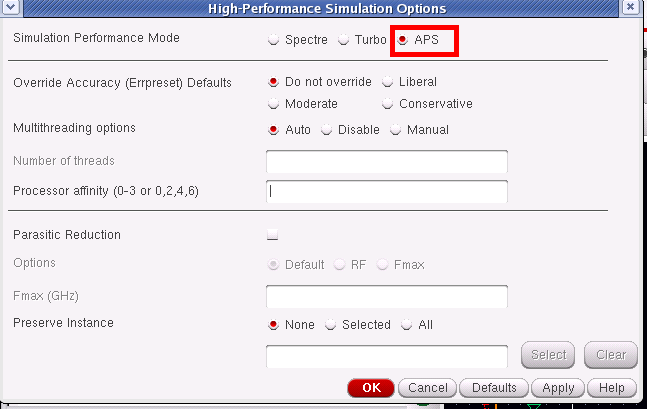 High-Performance Simulation Options
Simulation Performance Mode Spectre Turbo APS
Override Accuracy (Errpreset) Defaults Do not override Liberal
Moderate Conservative
Multithreading options Auto Disable Manual
Number of threads
Processor affinity (0-3 or 0,2,4,6)
Parasitic Reduction
Options Default RF Fmax
Fmax (GHz)
Preserve Instance None Selected All
Select Clear
OK Cancel Defaults Apply Help